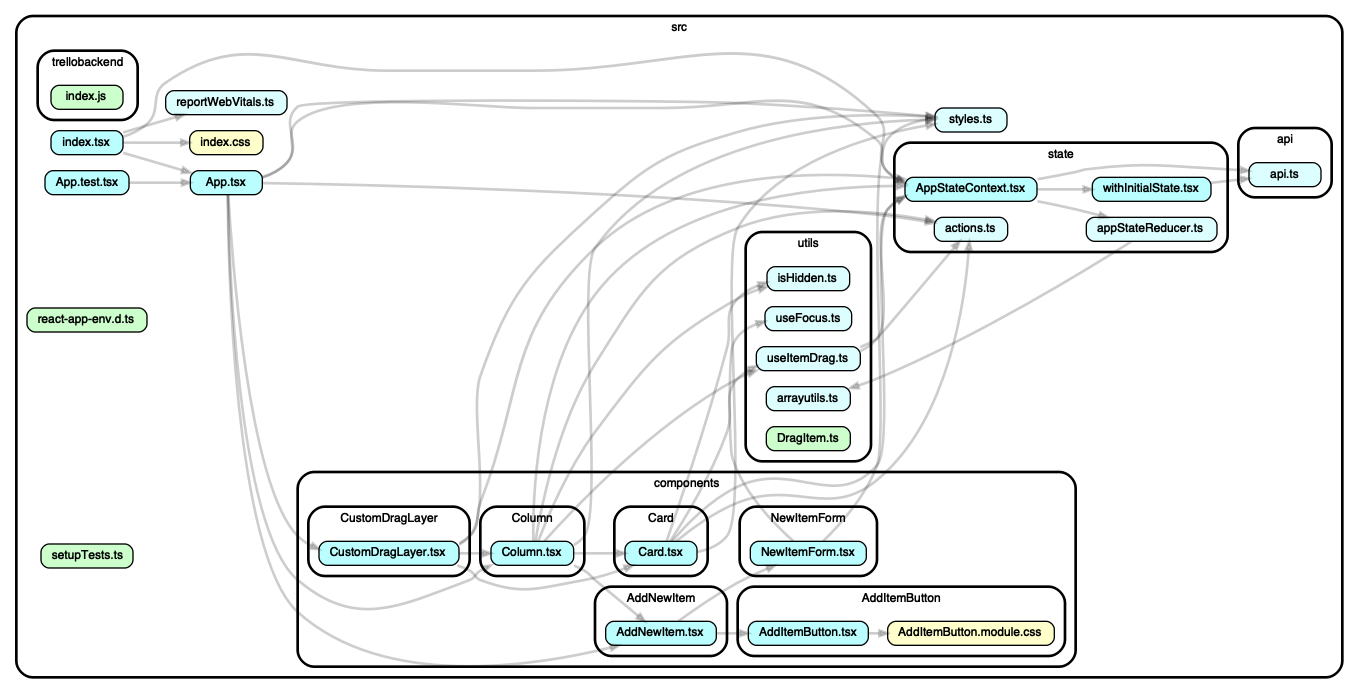 src
trellobackend
index.js
reportWebVitals.ts
index.tsx
index.css
App.test.tsx
App.tsx
styles.ts
state
AppStateContext.tsx
withInitialState.tsx
actions.ts
appStateReducer.ts
api
api.ts
utils
isHidden.ts
useFocus.ts
useItemDrag.ts
arrayutils.ts
DragItem.ts
react-app-env.d.ts
setupTests.ts
components
CustomDragLayer
CustomDragLayer.tsx
Column
Column.tsx
Card
Card.tsx
NewItemForm
NewItemForm.tsx
AddNewItem
AddNewItem.tsx
AddItemButton
AddItemButton.tsx
AddItemButton.module.css